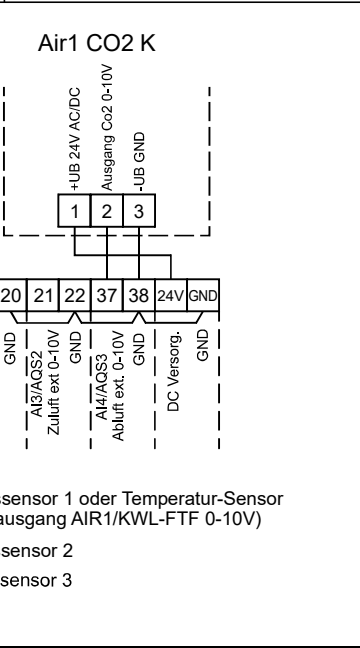 Air1 CO2 K
+UB 24V AC/DC
Ausgang Co2 0-10V
-UB GND
1 2 3
20 21 22 37 38 24V GND
GND
AI3/AQS2
Zuluft ext 0-10V
GND
AI4/AQS3
Abluft ext. 0-10V
GND
DC Versorg.
GND
ssensor 1 oder Temperatur-Sensor
ausgang AIR1/KWL-FTF 0-10V)
ssensor 2
sensor 3